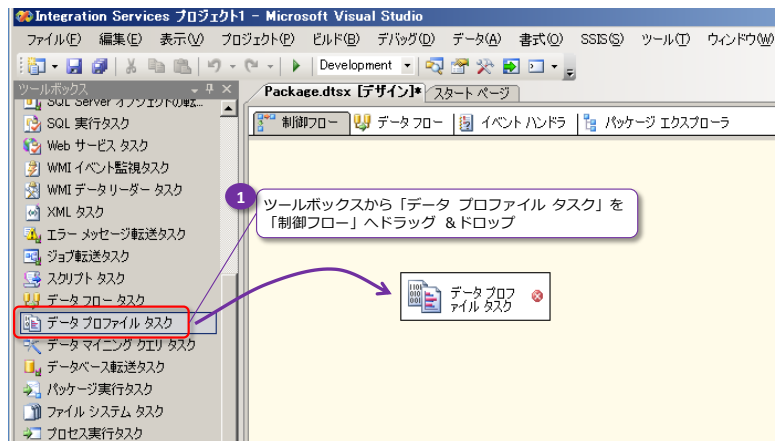 Integration Services プロジェクト1 - Microsoft Visual Studio
ファイル(F) 編集(E) 表示(V) プロジェクト(P) ビルド(B) デバッグ(D) データ(A) 書式(O) SSIS(S) ツール(T) ウィンドウ(W)
Development
ツールボックス
Package.dtsx [デザイン]* スタート ページ
SQL Server オブジェクトの転送...
制御フロー データ フロー イベント ハンドラ パッケージ エクスプローラ
SQL 実行タスク
Web サービス タスク
WMI イベント監視タスク
WMI データ リーダー タスク
XML タスク
エラー メッセージ転送タスク
ジョブ転送タスク
スクリプト タスク
データ フロー タスク
データ プロファイル タスク
データ マイニング クエリ タスク
データベース転送タスク
パッケージ実行タスク
ファイル システム タスク
プロセス実行タスク
1
ツールボックスから「データ プロファイル タスク」を
「制御フロー」へドラッグ &ドロップ
データ プロフ
ァイル タスク